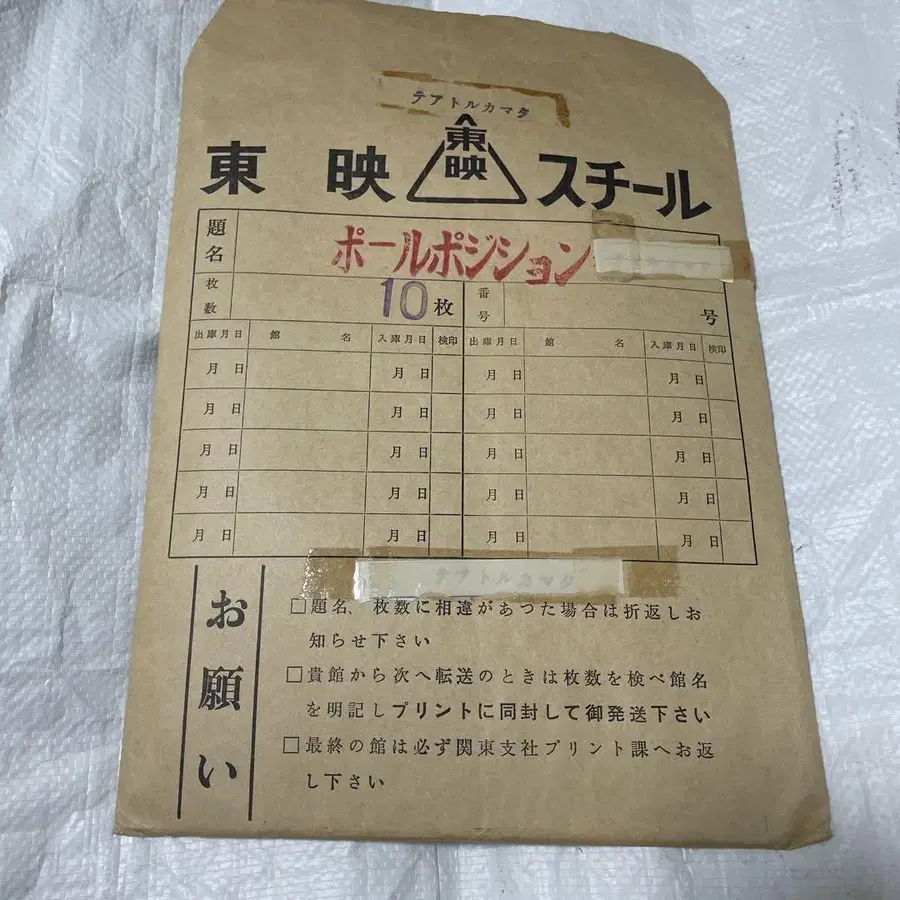 テアトルカマタ
東映 東映 スチール
題名 ポールポジション
枚数 10枚 番号 号
出庫月日 館名 入庫月日 検印 出庫月日 館名 入庫月日 検印
月日 月日 月日 月日
月日 月日 月日 月日
月日 月日 月日 月日
月日 月日 月日 月日
月日 月日 月日 月日
テアトルカマタ
お願い
□題名、枚数に相違があつた場合は折返しお
知らせ下さい
□貴館から次へ転送のときは枚数を検べ館名
を明記しプリントに同封して御発送下さい
□最終の館は必ず関東支社プリント課へお返
し下さい